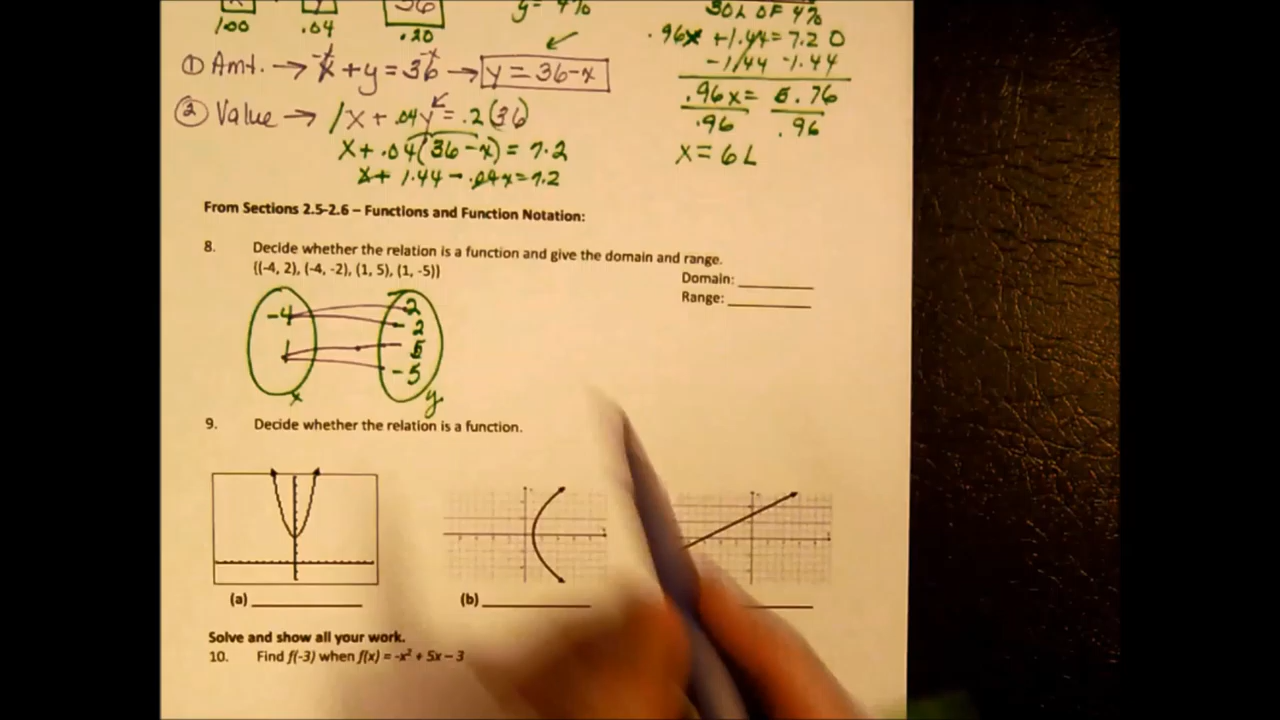 36
100 .04 .20
y = 4%
30L OF 4%
.96x + 1.44 = 7.20
-1.44 -1.44
① Amt. → x + y = 36 → y = 36 - x
-x -x
.96x = 5.76
.96 .96
② Value → 1x + .04y = .2(36)
x + .04(36 - x) = 7.2
x = 6L
x + 1.44 - .04x = 7.2
From Sections 2.5-2.6 – Functions and Function Notation:
8. Decide whether the relation is a function and give the domain and range.
{(-4, 2), (-4, -2), (1, 5), (1, -5)}
Domain: ________
Range: ________
-4 2
-2
1 5
-5
x y
9. Decide whether the relation is a function.
(a) ________ (b) ________
Solve and show all your work.
10. Find f(-3) when f(x) = -x² + 5x – 3